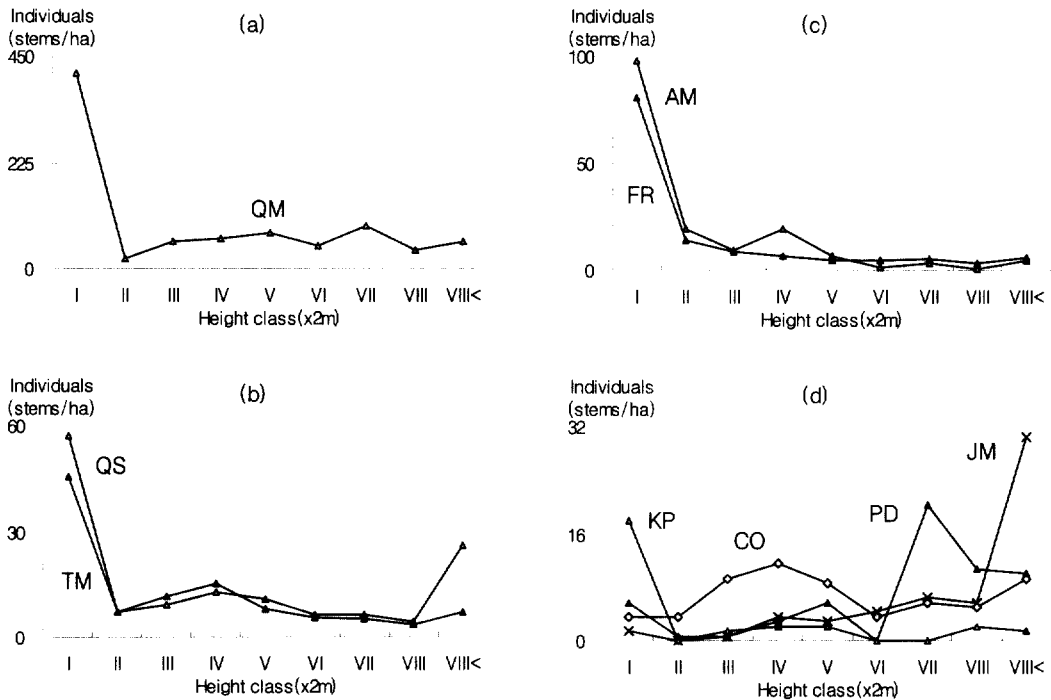 Individuals
(stems/ha)
(a)
450
225
0
QM
I II III IV V VI VII VIII VIII<
Height class(x2m)
Individuals
(stems/ha)
(c)
100
50
0
AM
FR
I II III IV V VI VII VIII VIII<
Height class(x2m)
Individuals
(stems/ha)
(b)
60
30
0
QS
TM
I II III IV V VI VII VIII VIII<
Height class(x2m)
Individuals
(stems/ha)
(d)
32
16
0
KP
CO
PD
JM
I II III IV V VI VII VIII VIII<
Height class(x2m)